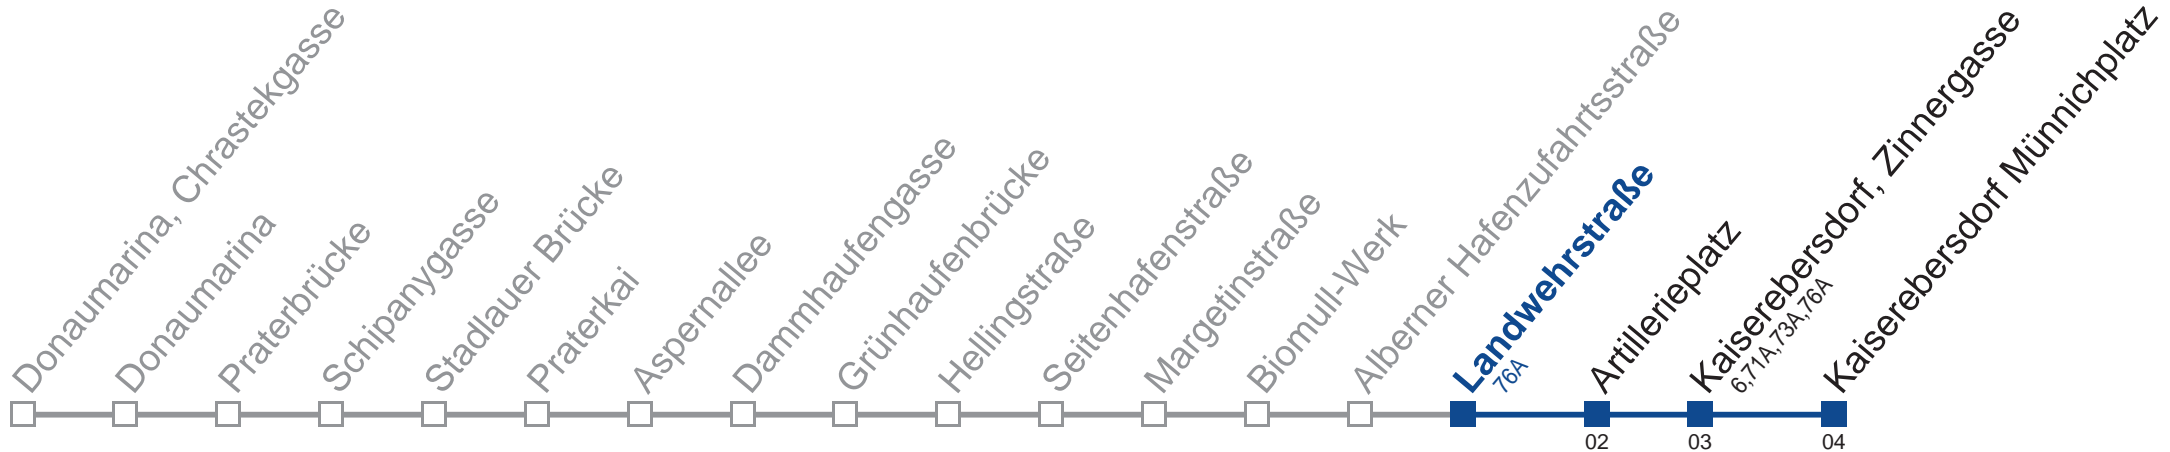 Donaumarina, Chrastekgasse
Donaumarina
Praterbrücke
Schipanygasse
Stadlauer Brücke
Praterkai
Aspernallee
Dammhaufengasse
Grünhaufenbrücke
Hellingstraße
Seitenhafenstraße
Margetinstraße
Biomull-Werk
Alberner Hafenzufahrtsstraße
Landwehrstraße
76A
Artillerieplatz
02
Kaiserebersdorf, Zinnergasse
6,71A,73A,76A
03
Kaiserebersdorf Münnichplatz
04